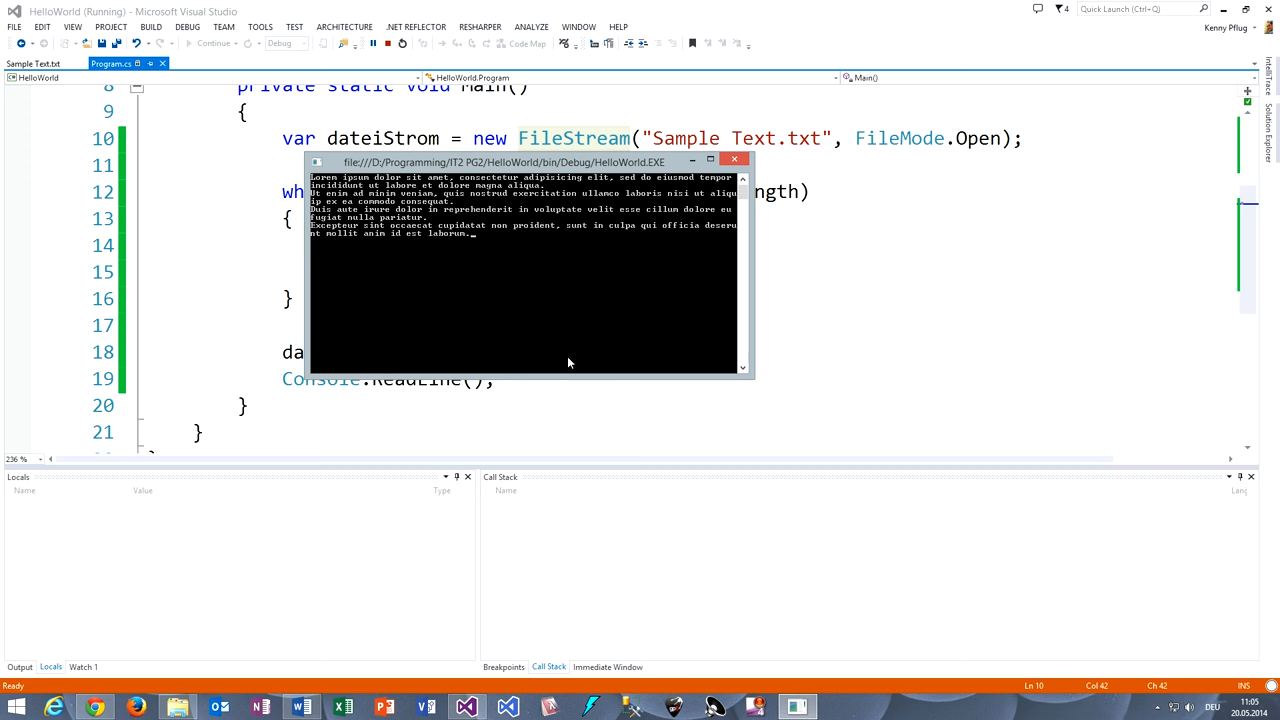 HelloWorld (Running) - Microsoft Visual Studio
4
Quick Launch (Ctrl+Q)
FILE EDIT VIEW PROJECT BUILD DEBUG TEAM TOOLS TEST ARCHITECTURE .NET REFLECTOR RESHARPER ANALYZE WINDOW HELP
Kenny Pflug
Continue Debug Code Map
Sample Text.txt Program.cs
HelloWorld HelloWorld.Program Main()
8 private static void Main()
9 {
10 var dateiStrom = new FileStream("Sample Text.txt", FileMode.Open);
file:///D:/Programming/IT2 PG2/HelloWorld/bin/Debug/HelloWorld.EXE
11
Lorem ipsum dolor sit amet, consectetur adipisicing elit, sed do eiusmod tempor
incididunt ut labore et dolore magna aliqua.
12 wh ngth)
Ut enim ad minim veniam, quis nostrud exercitation ullamco laboris nisi ut aliqu
ip ex ea commodo consequat.
Duis aute irure dolor in reprehenderit in voluptate velit esse cillum dolore eu
13 {
fugiat nulla pariatur.
Excepteur sint occaecat cupidatat non proident, sunt in culpa qui officia deseru
nt mollit anim id est laborum.
14
15
16 }
17
18 da
19 Console.ReadLine();
20 }
21 }
236 %
Locals
Name Value Type
Call Stack
Name Lang
Output Locals Watch 1
Breakpoints Call Stack Immediate Window
Ready Ln 10 Col 42 Ch 42 INS
DEU 11:05
20.05.2014
IntelliTrace
Solution Explorer